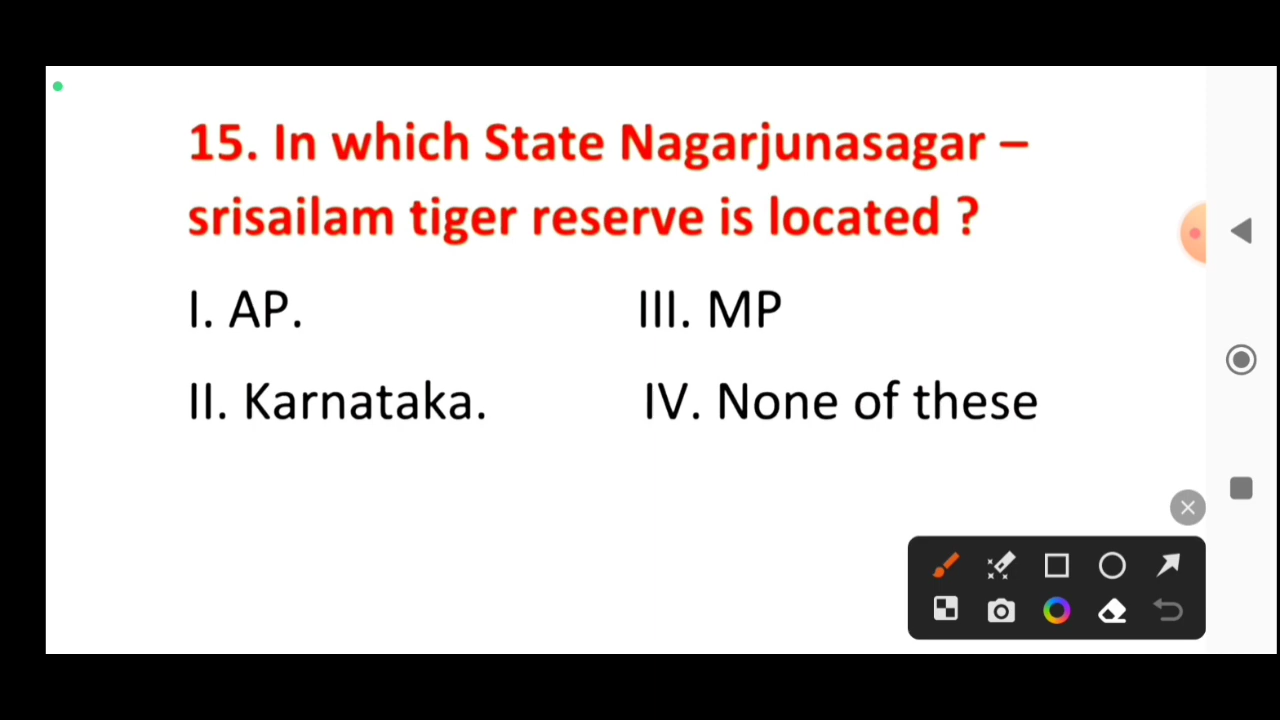 15. In which State Nagarjunasagar –
srisailam tiger reserve is located ?
I. AP. III. MP
II. Karnataka. IV. None of these